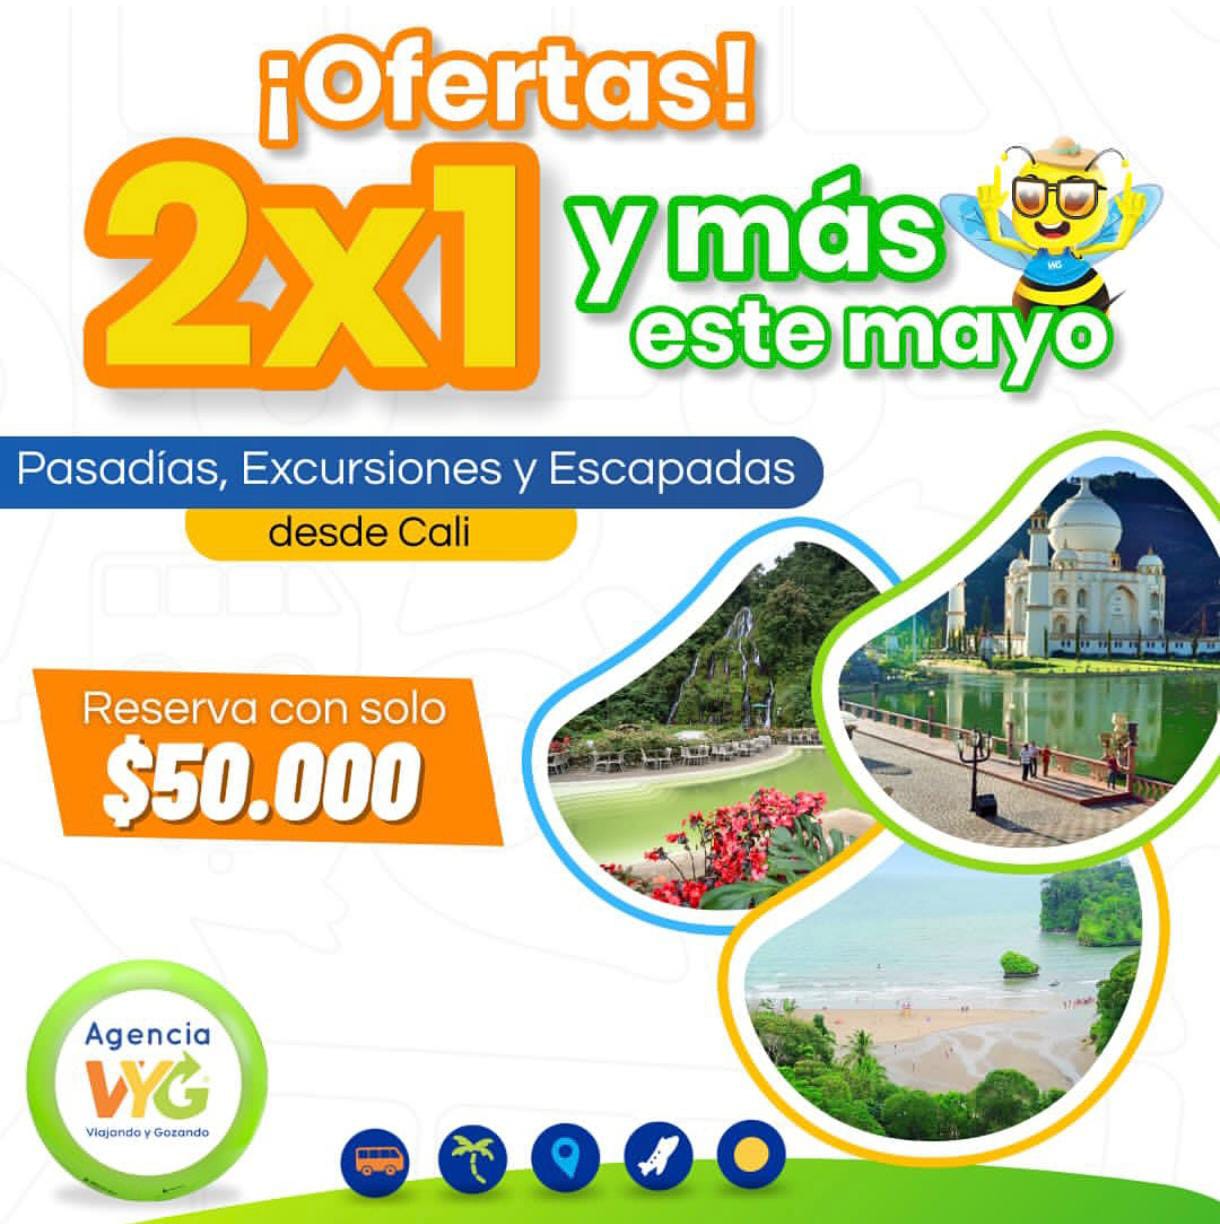 ¡Ofertas!
2x1
y más
este mayo
WG
Pasadías, Excursiones y Escapadas
desde Cali
Reserva con solo
$50.000
Agencia
VYG
Viajando y Gozando